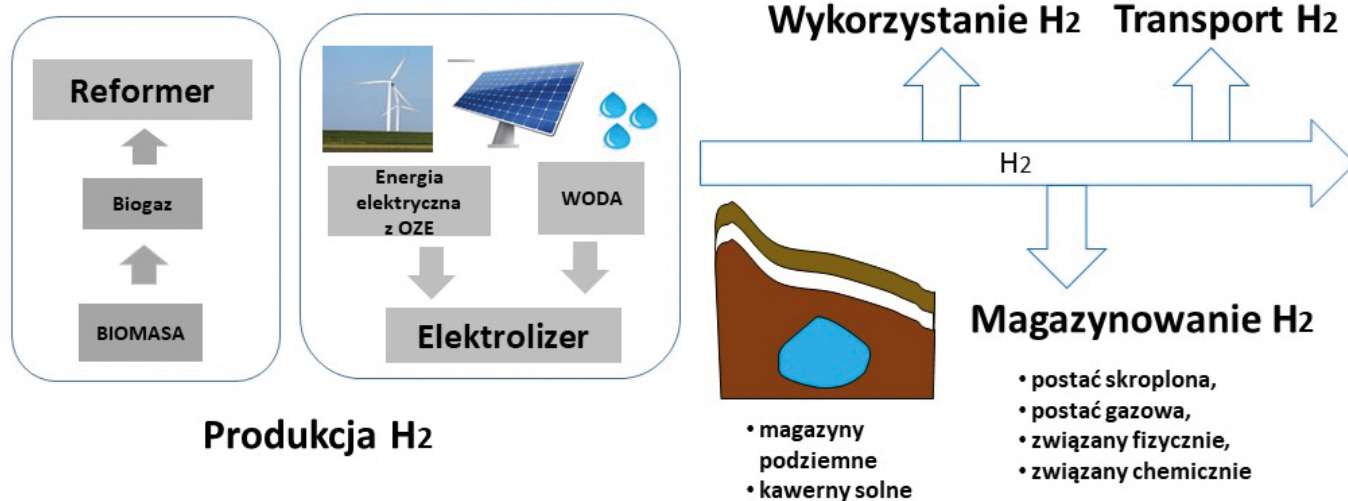 Reformer
Biogaz
BIOMASA
Energia
elektryczna
z OZE
WODA
Elektrolizer
Produkcja H2
Wykorzystanie H2
Transport H2
H2
Magazynowanie H2
• postać skroplona,
• postać gazowa,
• związany fizycznie,
• związany chemicznie
• magazyny
podziemne
• kawerny solne